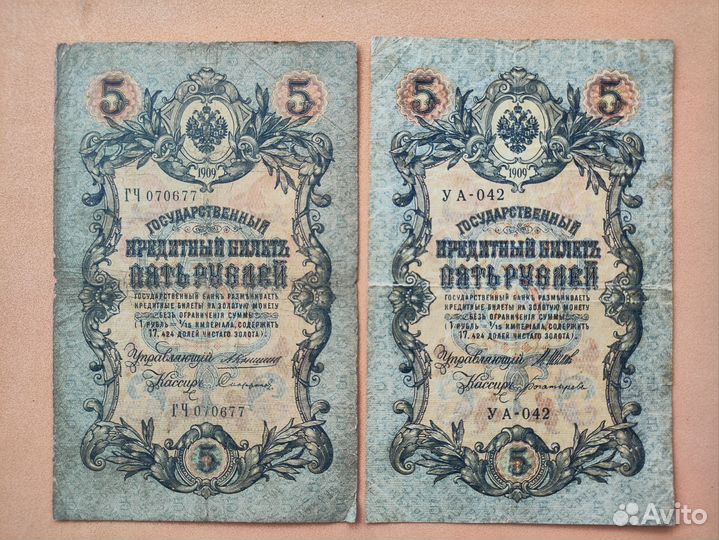 5 5
1909
ГЧ 070677
ГОСУДАРСТВЕННЫЙ
КРЕДИТНЫЙ БИЛЕТЪ
ПЯТЬ РУБЛЕЙ
ГОСУДАРСТВЕННЫЙ БАНКЪ РАЗМѢНИВАЕТЪ
КРЕДИТНЫЕ БИЛЕТЫ НА ЗОЛОТУЮ МОНЕТУ
БЕЗЪ ОГРАНИЧЕНІЯ СУММЫ
(1 РУБЛЬ = 1/15 ИМПЕРІАЛА, СОДЕРЖИТЪ
17,424 ДОЛЕЙ ЧИСТАГО ЗОЛОТА).
Управляющій
Кассиръ
ГЧ 070677
5
5 5
1909
УА-042
ГОСУДАРСТВЕННЫЙ
КРЕДИТНЫЙ БИЛЕТЪ
ПЯТЬ РУБЛЕЙ
ГОСУДАРСТВЕННЫЙ БАНКЪ РАЗМѢНИВАЕТЪ
КРЕДИТНЫЕ БИЛЕТЫ НА ЗОЛОТУЮ МОНЕТУ
БЕЗЪ ОГРАНИЧЕНІЯ СУММЫ
(1 РУБЛЬ = 1/15 ИМПЕРІАЛА, СОДЕРЖИТЪ
17,424 ДОЛЕЙ ЧИСТАГО ЗОЛОТА).
Управляющій
Кассиръ
УА-042
5
Avito